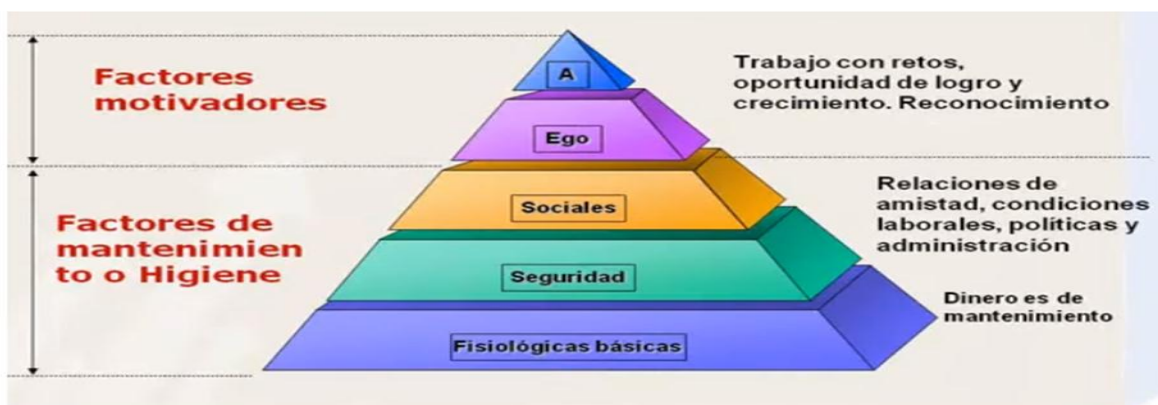 Factores
motivadores
A
Ego
Trabajo con retos,
oportunidad de logro y
crecimiento. Reconocimiento
Factores de
mantenimien
to o Higiene
Sociales
Seguridad
Fisiológicas básicas
Relaciones de
amistad, condiciones
laborales, políticas y
administración
Dinero es de
mantenimiento